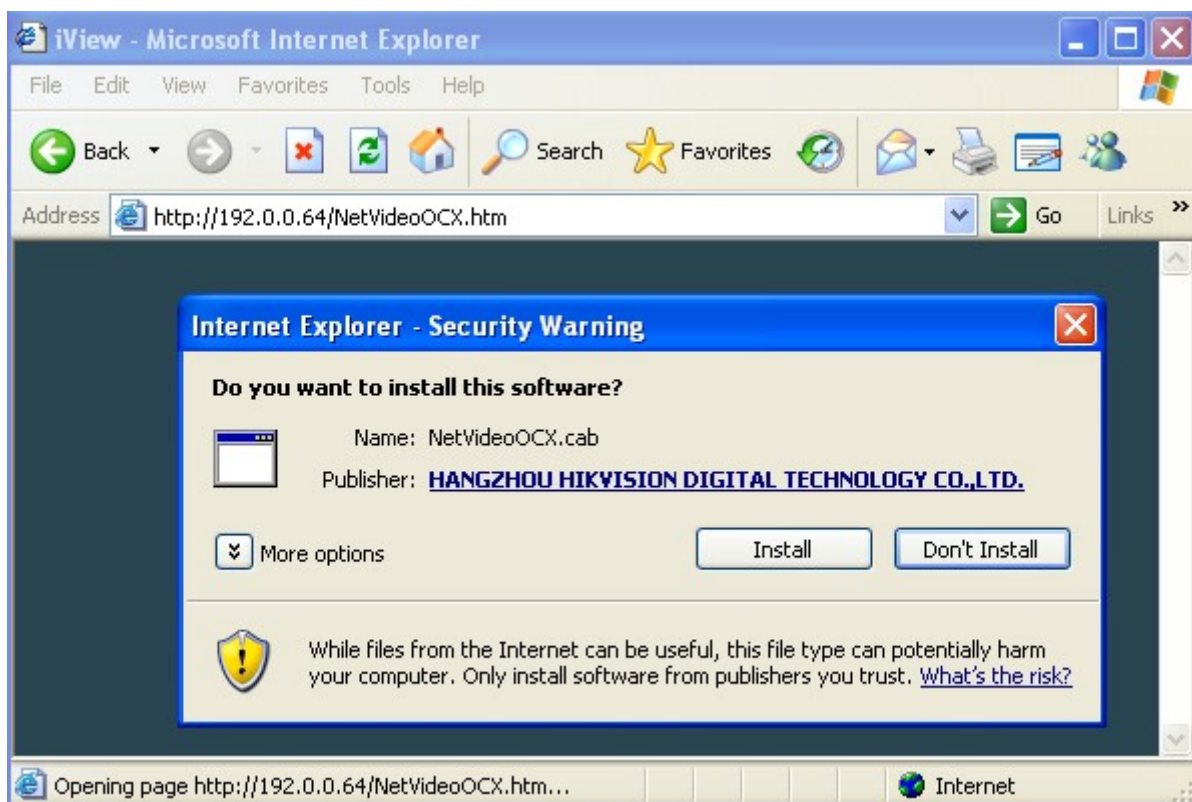 iView - Microsoft Internet Explorer
File Edit View Favorites Tools Help
Back Search Favorites
Address http://192.0.0.64/NetVideoOCX.htm Go Links »
Internet Explorer - Security Warning
Do you want to install this software?
Name: NetVideoOCX.cab
Publisher: HANGZHOU HIKVISION DIGITAL TECHNOLOGY CO.,LTD.
More options Install Don't Install
While files from the Internet can be useful, this file type can potentially harm
your computer. Only install software from publishers you trust. What's the risk?
Opening page http://192.0.0.64/NetVideoOCX.htm... Internet